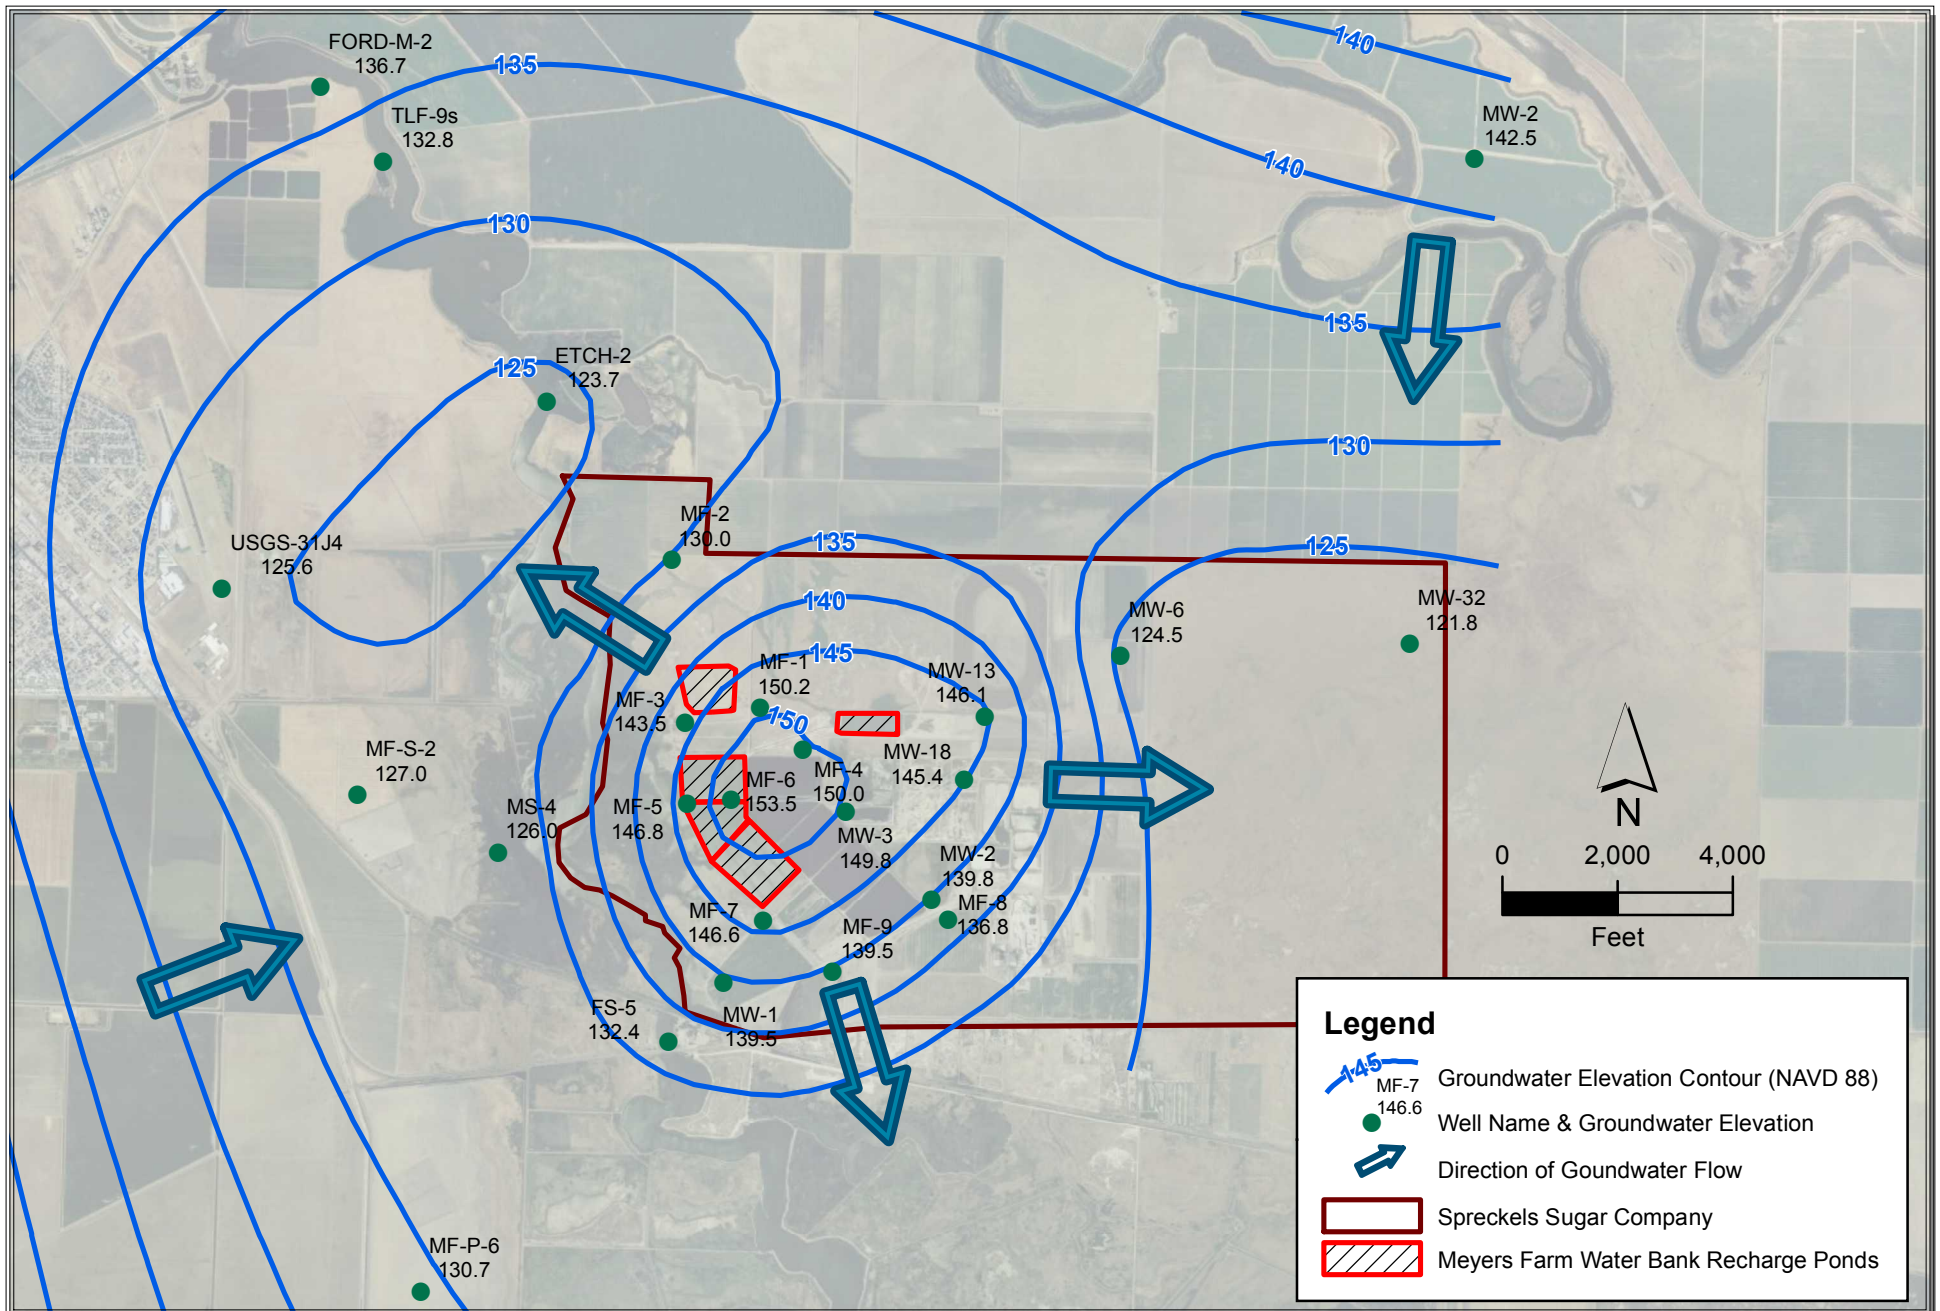 FORD-M-2
136.7
135
140
TLF-9s
132.8
MW-2
142.5
140
130
135
ETCH-2
123.7
125
130
USGS-31J4
125.6
MF-2
130.0
135
125
140
MW-6
124.5
MW-32
121.8
145
MF-1
150.2
MW-13
146.1
MF-3
143.5
150
MF-S-2
127.0
MW-18
145.4
MF-4
150.0
MF-6
153.5
MS-4
126.0
MF-5
146.8
MW-3
149.8
MW-2
139.8
MF-7
146.6
MF-8
136.8
MF-9
139.5
FS-5
132.4
MW-1
139.5
MF-P-6
130.7
N
0 2,000 4,000
Feet
Legend
145
Groundwater Elevation Contour (NAVD 88)
MF-7
146.6
Well Name & Groundwater Elevation
Direction of Goundwater Flow
Spreckels Sugar Company
Meyers Farm Water Bank Recharge Ponds